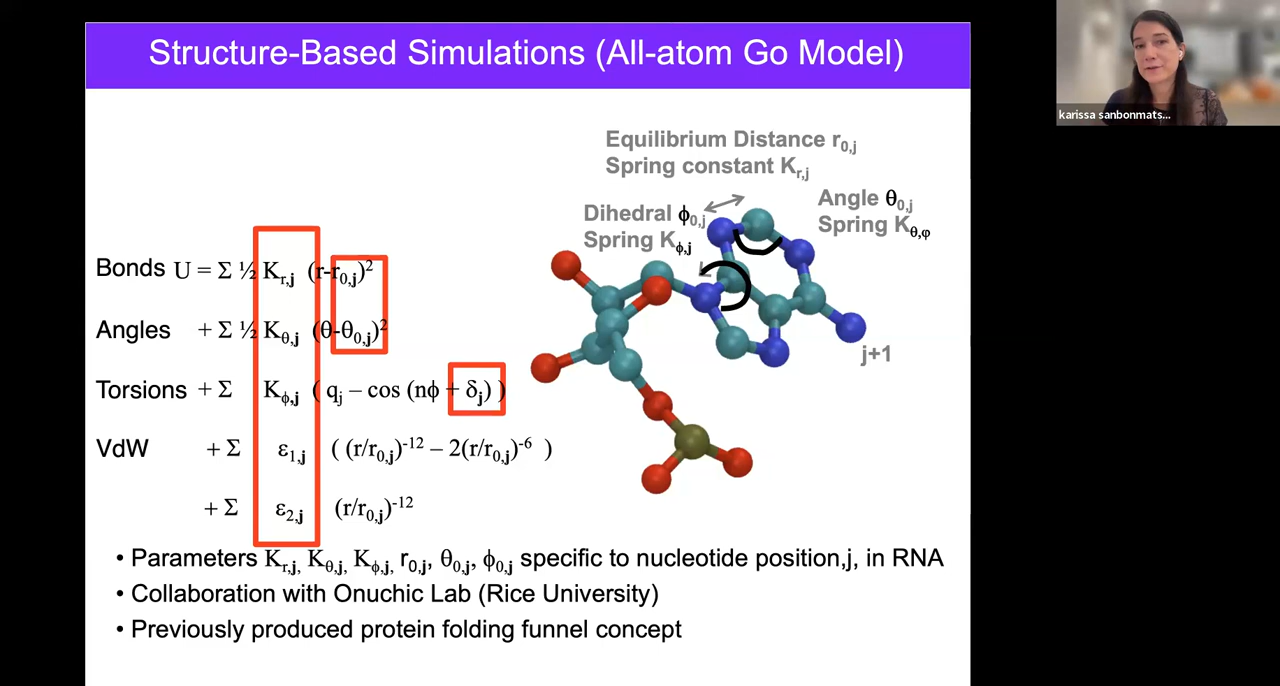 Structure-Based Simulations (All-atom Go Model)
karissa sanbonmats...
Equilibrium Distance r0,j
Spring constant Kr,j
Dihedral ϕ0,j
Spring Kϕ,j
Angle θ0,j
Spring Kθ,φ
j+1
Bonds U = Σ ½ Kr,j (r-r0,j)²
Angles + Σ ½ Kθ,j (θ-θ0,j)²
Torsions + Σ Kϕ,j ( qj – cos (nϕ + δj) )
VdW + Σ ε1,j ( (r/r0,j)-12 – 2(r/r0,j)-6 )
+ Σ ε2,j (r/r0,j)-12
• Parameters Kr,j, Kθ,j, Kϕ,j, r0,j, θ0,j, ϕ0,j specific to nucleotide position,j, in RNA
• Collaboration with Onuchic Lab (Rice University)
• Previously produced protein folding funnel concept